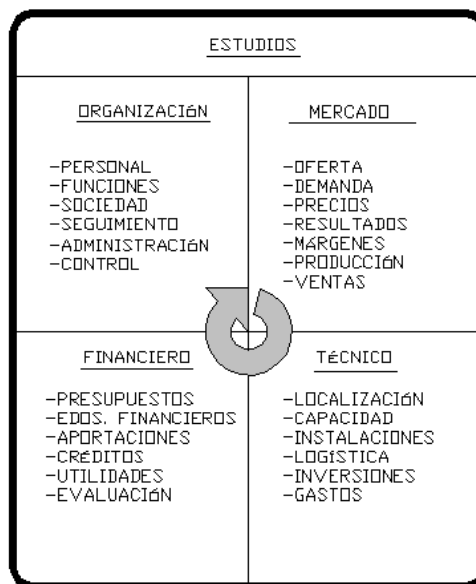 ESTUDIOS
ORGANIZACIóN
-PERSONAL
-FUNCIONES
-SOCIEDAD
-SEGUIMIENTO
-ADMINISTRACIóN
-CONTROL
MERCADO
-OFERTA
-DEMANDA
-PRECIOS
-RESULTADOS
-MáRGENES
-PRODUCCIóN
-VENTAS
FINANCIERO
-PRESUPUESTOS
-EDOS. FINANCIEROS
-APORTACIONES
-CRéDITOS
-UTILIDADES
-EVALUACIóN
TéCNICO
-LOCALIZACIóN
-CAPACIDAD
-INSTALACIONES
-LOGíSTICA
-INVERSIONES
-GASTOS